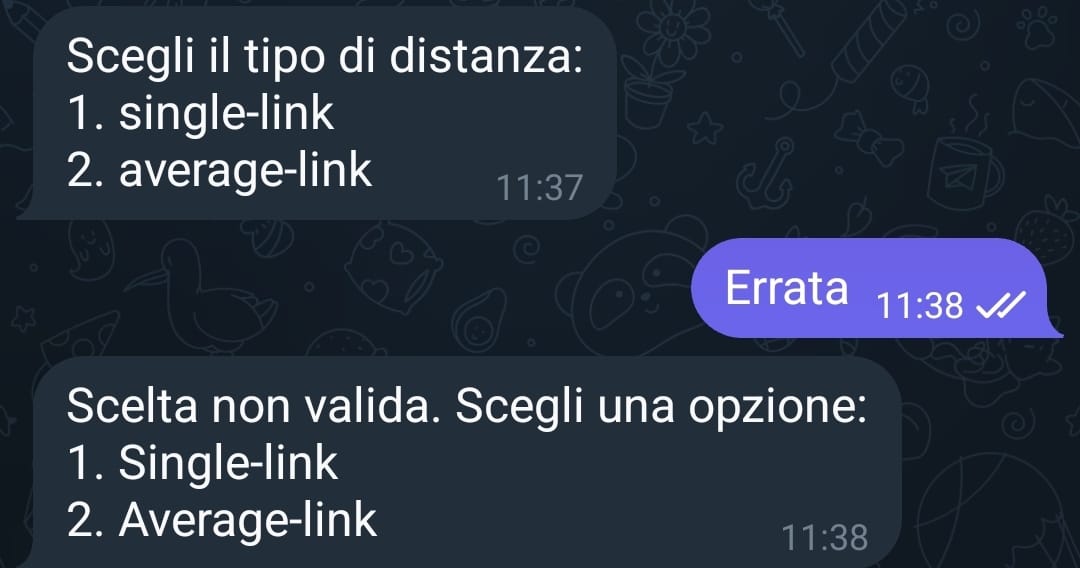 Scegli il tipo di distanza:
1. single-link
2. average-link
11:37
Errata
11:38
Scelta non valida. Scegli una opzione:
1. Single-link
2. Average-link
11:38